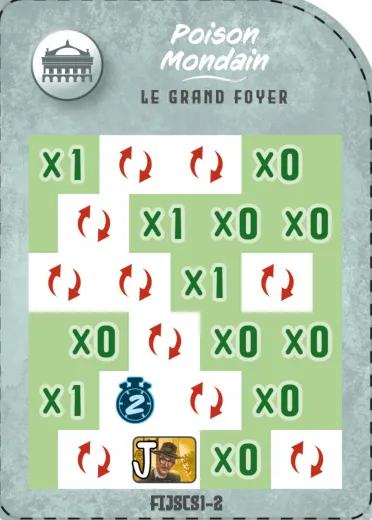 Poison
Mondain
LE GRAND FOYER
x1 x0
x1 x0 x0
x1
x0 x0 x0
x1 2 x0
J x0
FIJSCS1-2